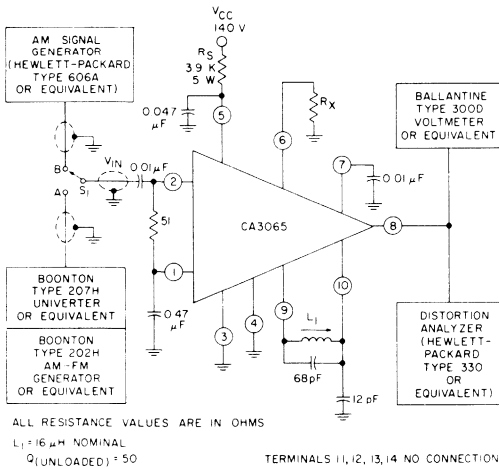 AM SIGNAL
GENERATOR
(HEWLETT-PACKARD
TYPE 606A
OR EQUIVALENT)
VCC
140 V
RS
3.9 K
5 W
0.047
μF
5
6
RX
BALLANTINE
TYPE 300D
VOLTMETER
OR EQUIVALENT
7
0.01 μF
B
S1
A
VIN
0.01 μF
2
51
1
0.47
μF
CA3065
8
10
9
3
4
L1
68pF
12pF
BOONTON
TYPE 207H
UNIVERTER
OR EQUIVALENT
BOONTON
TYPE 202H
AM-FM
GENERATOR
OR EQUIVALENT
DISTORTION
ANALYZER
(HEWLETT-
PACKARD
TYPE 330
OR
EQUIVALENT)
ALL RESISTANCE VALUES ARE IN OHMS
L1 = 16 μH NOMINAL
Q(UNLOADED) = 50
TERMINALS 11, 12, 13, 14 NO CONNECTION